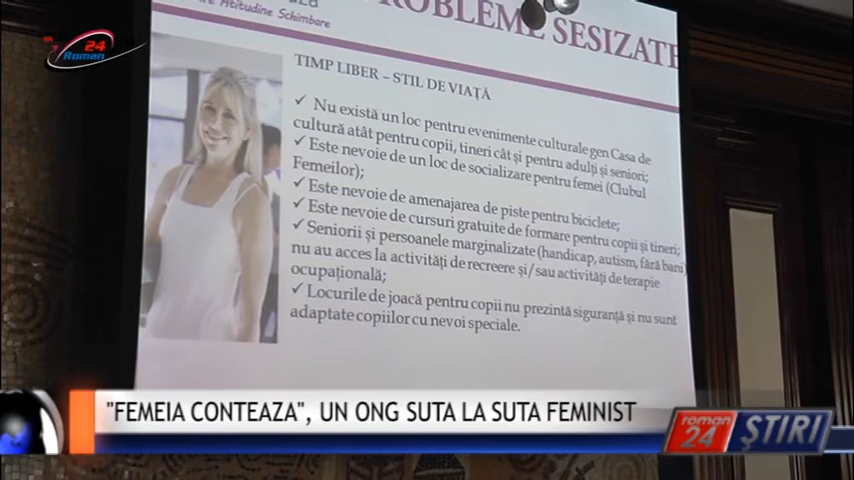 24
Roman
Atitudine Schimbare
PROBLEME SESIZATE
TIMP LIBER – STIL DE VIAȚĂ
✓ Nu există un loc pentru evenimente culturale gen Casa de
cultură atât pentru copii, tineri cât și pentru adulți și seniori;
✓ Este nevoie de un loc de socializare pentru femei (Clubul
Femeilor);
✓ Este nevoie de amenajarea de piste pentru biciclete;
✓ Este nevoie de cursuri gratuite de formare pentru copii și tineri;
✓ Seniorii și persoanele marginalizate (handicap, autism, fără bani)
nu au acces la activități de recreere și/sau activități de terapie
ocupațională;
✓ Locurile de joacă pentru copii nu prezintă siguranță și nu sunt
adaptate copiilor cu nevoi speciale.
"FEMEIA CONTEAZA", UN ONG SUTA LA SUTA FEMINIST
roman
24
ȘTIRI